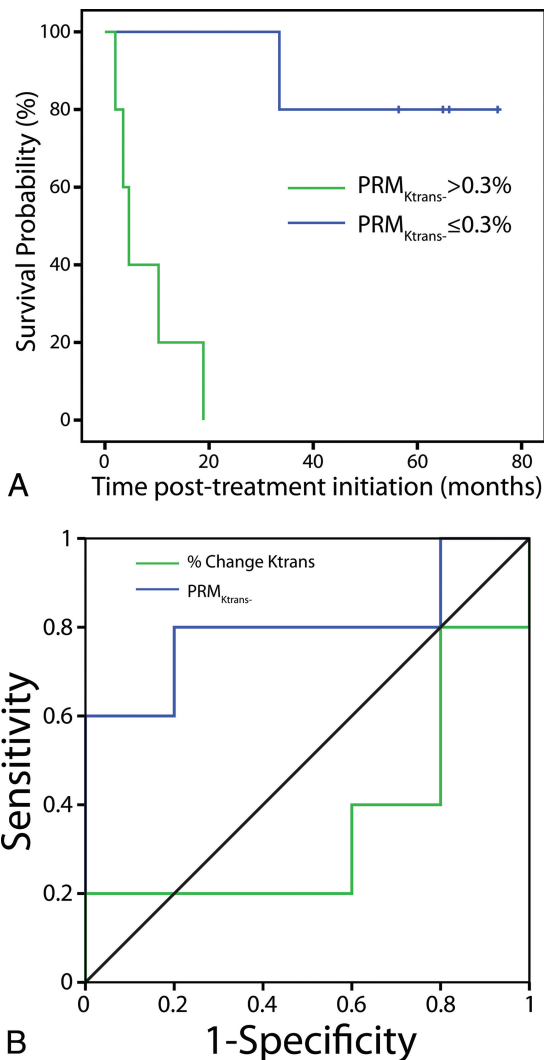 100
80
60
40
20
0
Survival Probability (%)
PRMKtrans->0.3%
PRMKtrans-≤0.3%
0 20 40 60 80
A
Time post-treatment initiation (months)
1
0.8
0.6
0.4
0.2
0
Sensitivity
% Change Ktrans
PRMKtrans-
0 0.2 0.4 0.6 0.8 1
B
1-Specificity